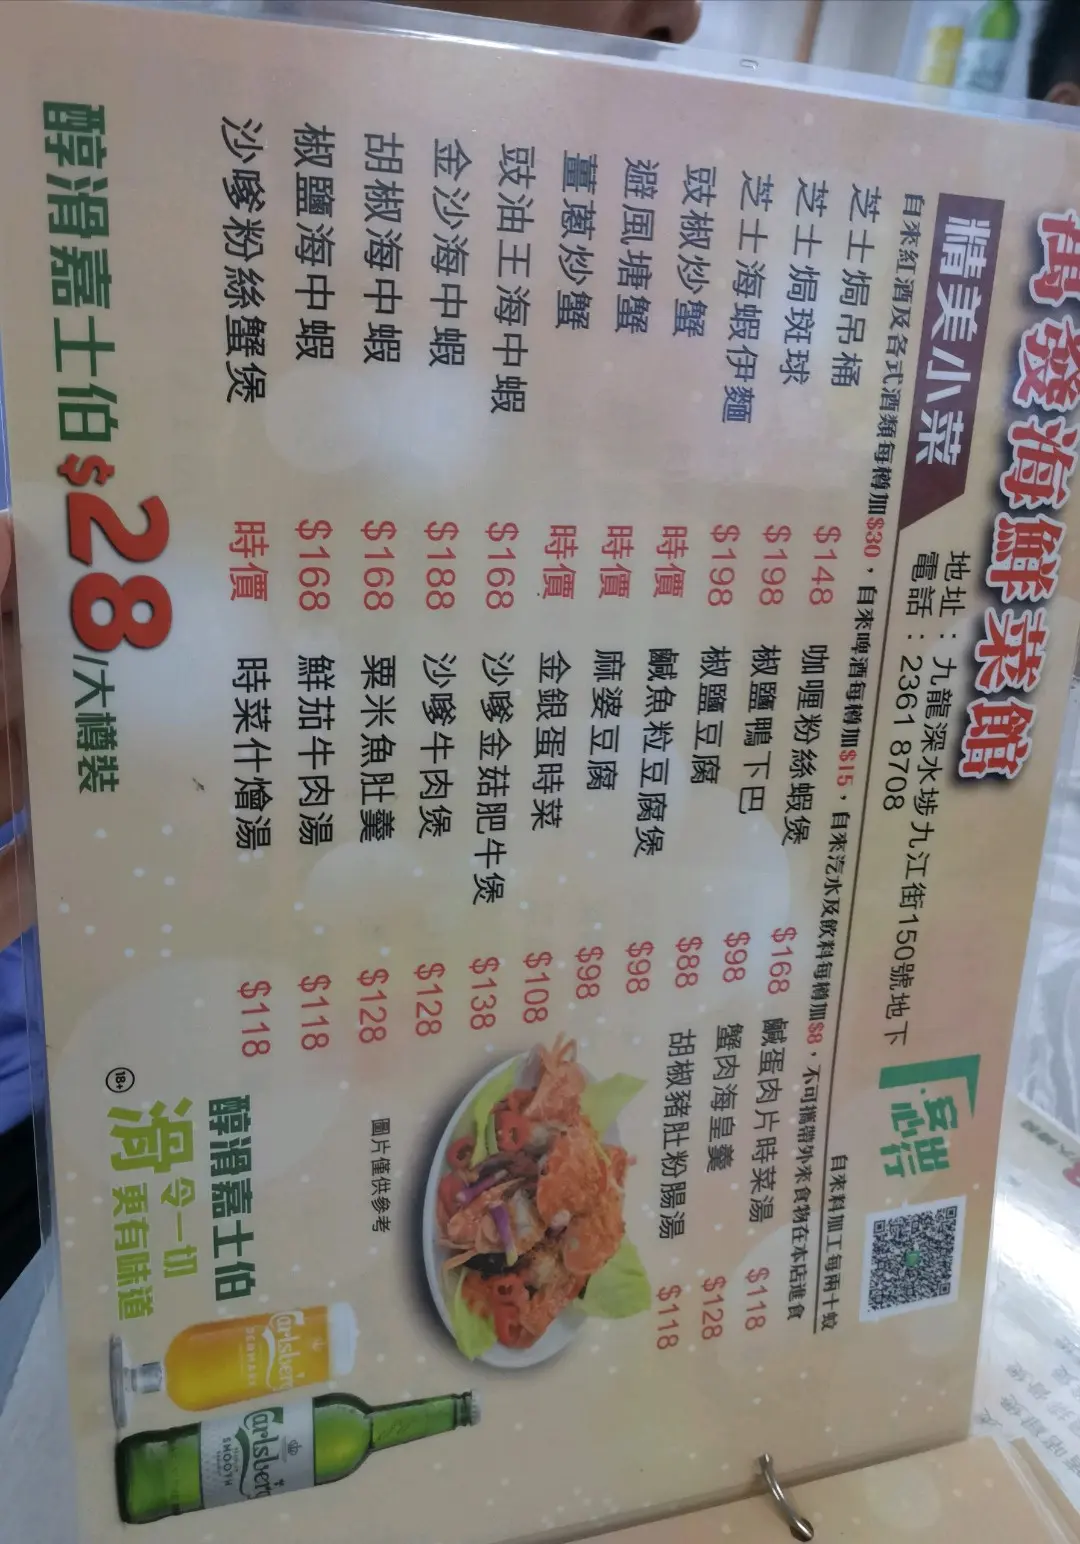 萬發海鮮菜館
地址：九龍深水埗九江街150號地下
電話：2361 8708
安心出行
精美小菜
自來料加工每兩十蚊
自來紅酒及各式酒類每樽加$30，自來啤酒每樽加$15，自來汽水及飲料每樽加$8，不可攜帶外來食物在本店進食
芝士焗吊桶 $148
芝士焗斑球 $198
芝士海蝦伊麵 $198
豉椒炒蟹 時價
避風塘蟹 時價
薑蔥炒蟹 時價
豉油王海中蝦 $168
金沙海中蝦 $188
胡椒海中蝦 $168
椒鹽海中蝦 $168
沙嗲粉絲蟹煲 時價
咖喱粉絲蝦煲 $168
椒鹽鴨下巴 $98
椒鹽豆腐 $88
鹹魚粒豆腐煲 $98
麻婆豆腐 $98
金銀蛋時菜 $108
沙嗲金菇肥牛煲 $138
沙嗲牛肉煲 $128
粟米魚肚羹 $128
鮮茄牛肉湯 $118
時菜什燴湯 $118
鹹蛋肉片時菜湯 $118
蟹肉海皇羹 $128
胡椒豬肚粉腸湯 $118
圖片僅供參考
醇滑嘉士伯$28/大樽裝
醇滑嘉士伯
滑令一切更有味道
18+
Carlsberg
DENMARK
Carlsberg
SMOOTH